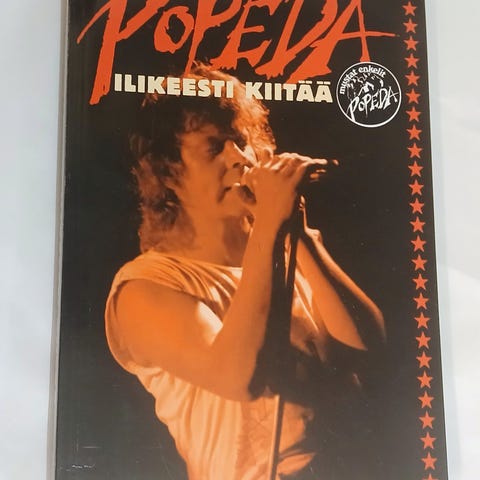 POPEDA
ILIKEESTI KIITÄÄ
mustat enkelit
POPEDA